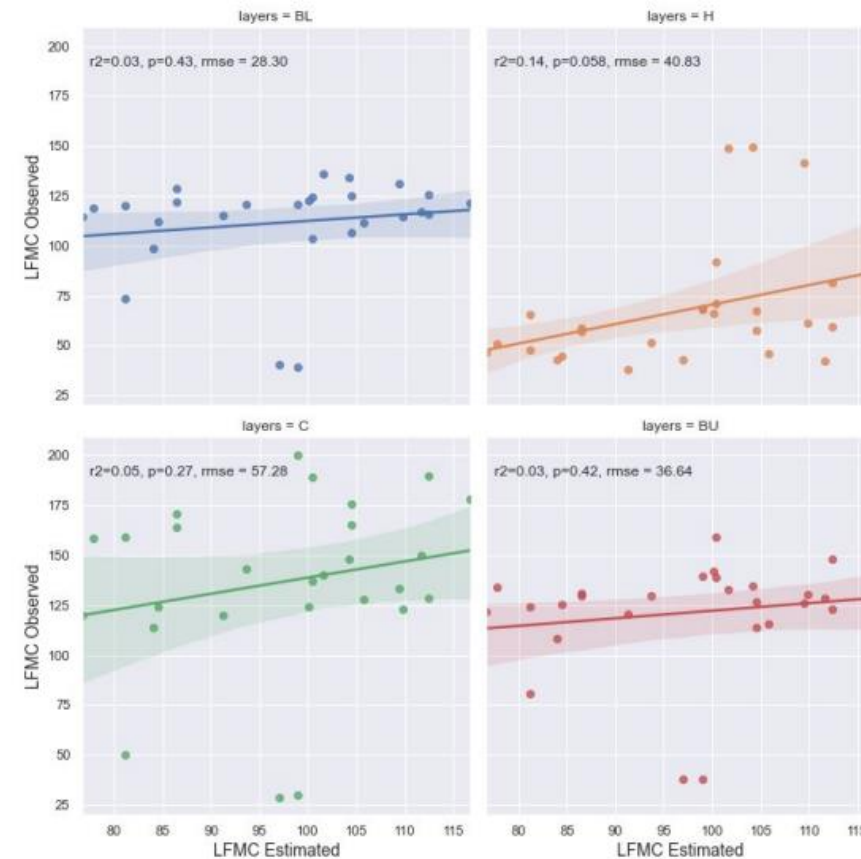 layers = BL
layers = H
r2=0.03, p=0.43, rmse = 28.30
r2=0.14, p=0.058, rmse = 40.83
LFMC Observed
200
175
150
125
100
75
50
25
layers = C
layers = BU
r2=0.05, p=0.27, rmse = 57.28
r2=0.03, p=0.42, rmse = 36.64
LFMC Observed
200
175
150
125
100
75
50
25
80 85 90 95 100 105 110 115
80 85 90 95 100 105 110 115
LFMC Estimated
LFMC Estimated